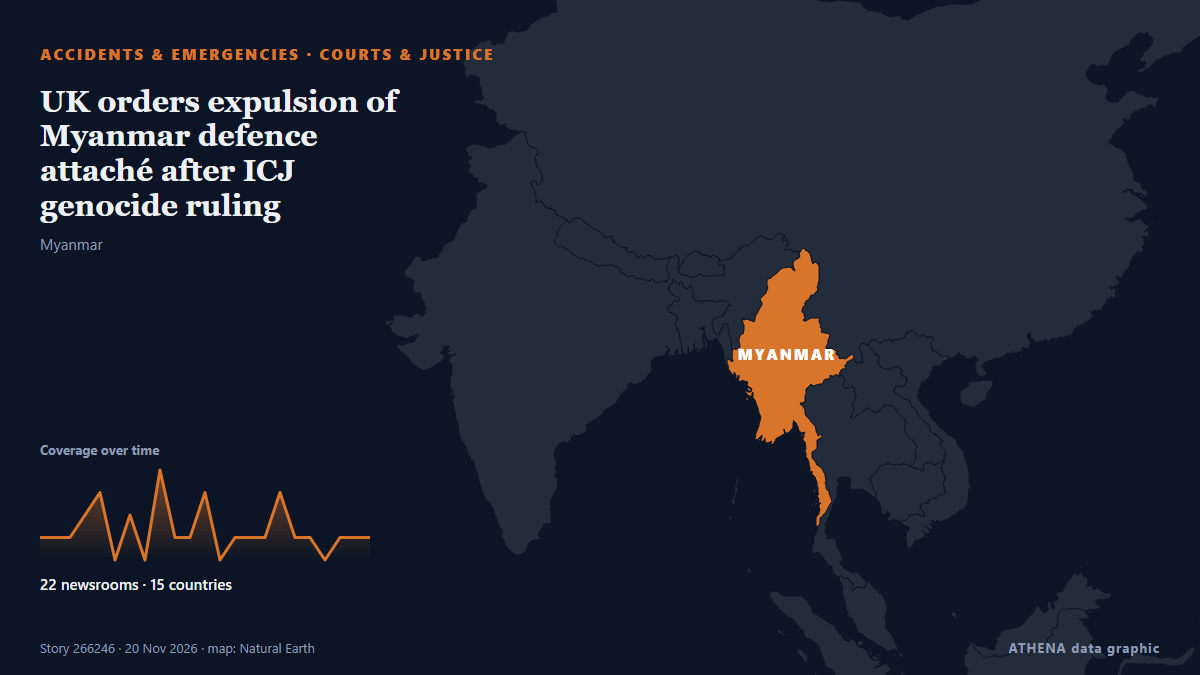 ACCIDENTS & EMERGENCIES · COURTS & JUSTICE
UK orders expulsion of
Myanmar defence
attaché after ICJ
genocide ruling
Myanmar
MYANMAR
Coverage over time
22 newsrooms · 15 countries
Story 266246 · 20 Nov 2026 · map: Natural Earth
ATHENA data graphic